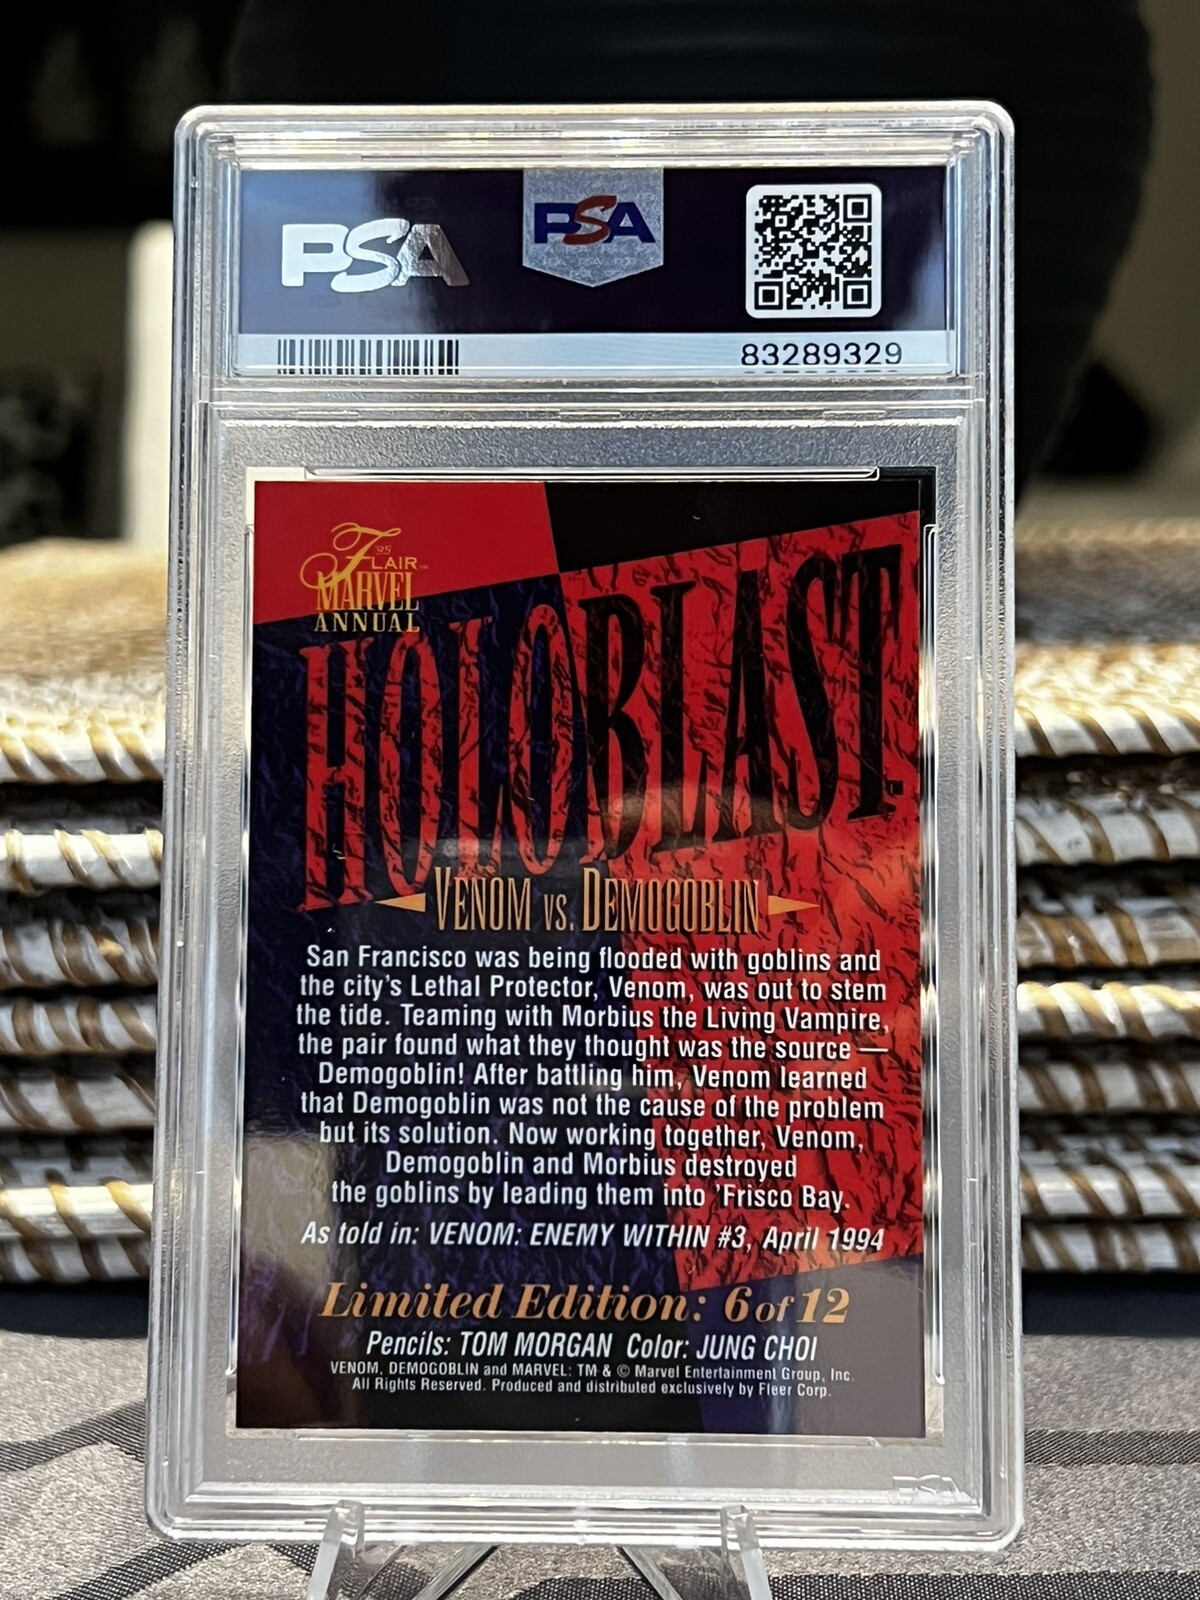 PSA
PSA
83289329
'95
FLAIR™
MARVEL
ANNUAL
HOLOBLAST
VENOM VS. DEMOGOBLIN
San Francisco was being flooded with goblins and
the city's Lethal Protector, Venom, was out to stem
the tide. Teaming with Morbius the Living Vampire,
the pair found what they thought was the source —
Demogoblin! After battling him, Venom learned
that Demogoblin was not the cause of the problem
but its solution. Now working together, Venom,
Demogoblin and Morbius destroyed
the goblins by leading them into 'Frisco Bay.
As told in: VENOM: ENEMY WITHIN #3, April 1994
Limited Edition: 6 of 12
Pencils: TOM MORGAN Color: JUNG CHOI
VENOM, DEMOGOBLIN and MARVEL: TM & © Marvel Entertainment Group, Inc.
All Rights Reserved. Produced and distributed exclusively by Fleer Corp.
PSA